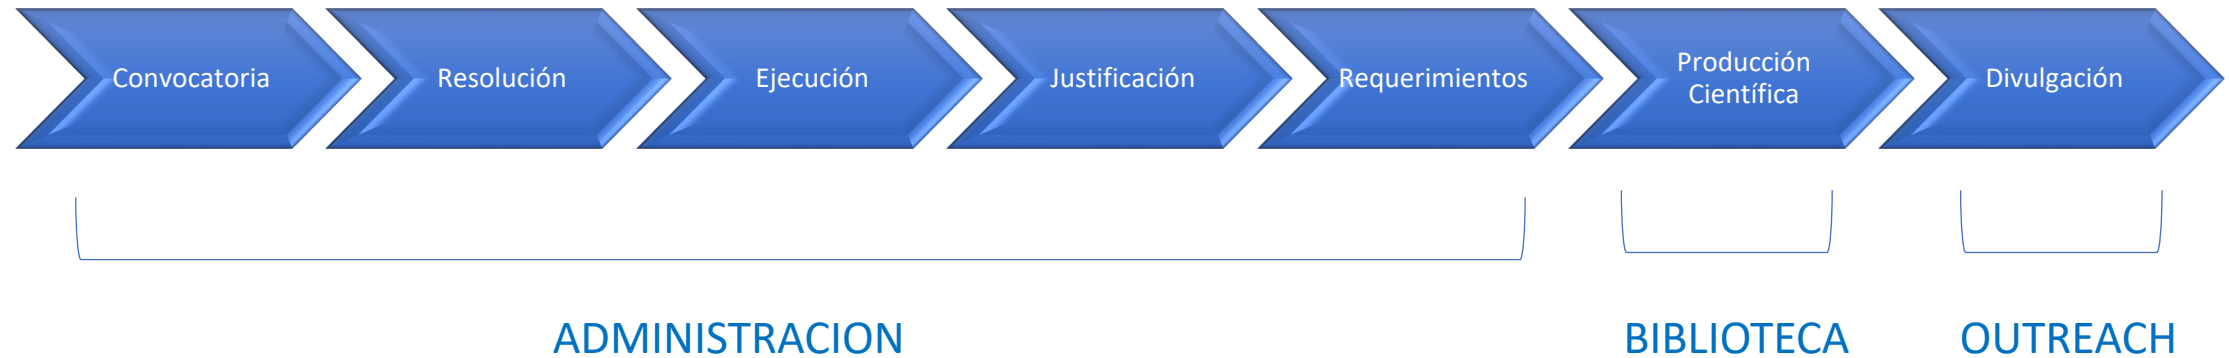 Convocatoria
Resolución
Ejecución
Justificación
Requerimientos
Producción
Científica
Divulgación
ADMINISTRACION
BIBLIOTECA
OUTREACH